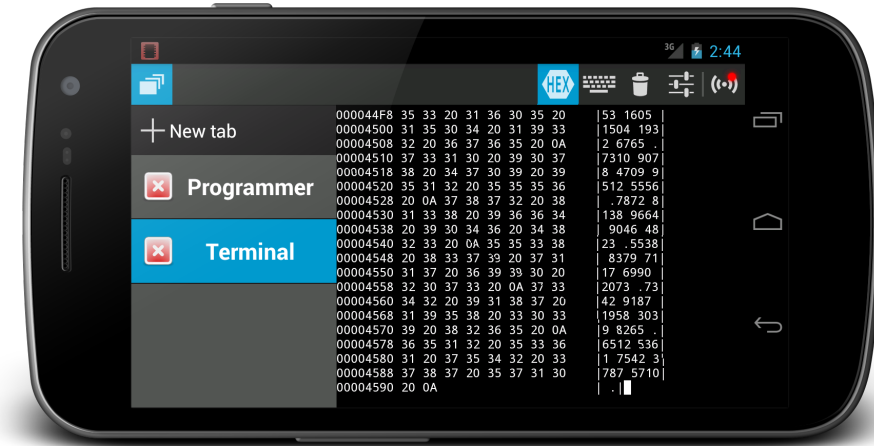 3G 2:44
HEX
New tab
Programmer
Terminal
000044F8 35 33 20 31 36 30 35 20 |53 1605 |
00004500 31 35 30 34 20 31 39 33 |1504 193|
00004508 32 20 36 37 36 35 20 0A |2 6765 .|
00004510 37 33 31 30 20 39 30 37 |7310 907|
00004518 38 20 34 37 30 39 20 39 |8 4709 9|
00004520 35 31 32 20 35 35 35 36 |512 5556|
00004528 20 0A 37 38 37 32 20 38 | .7872 8|
00004530 31 33 38 20 39 36 36 34 |138 9664|
00004538 20 39 30 34 36 20 34 38 | 9046 48|
00004540 32 33 20 0A 35 35 33 38 |23 .5538|
00004548 20 38 33 37 39 20 37 31 | 8379 71|
00004550 31 37 20 36 39 39 30 20 |17 6990 |
00004558 32 30 37 33 20 0A 37 33 |2073 .73|
00004560 34 32 20 39 31 38 37 20 |42 9187 |
00004568 31 39 35 38 20 33 30 33 |1958 303|
00004570 39 20 38 32 36 35 20 0A |9 8265 .|
00004578 36 35 31 32 20 35 33 36 |6512 536|
00004580 31 20 37 35 34 32 20 33 |1 7542 3|
00004588 37 38 37 20 35 37 31 30 |787 5710|
00004590 20 0A | .|